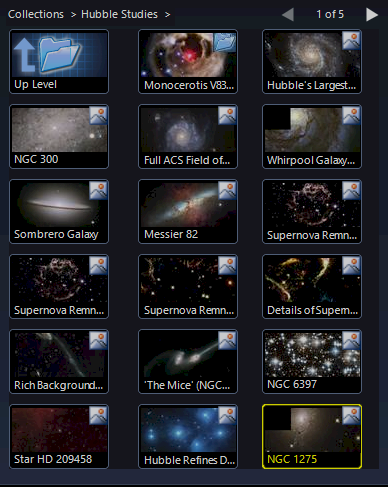 Collections > Hubble Studies > 1 of 5
Up Level
Monocerotis V83...
Hubble's Largest...
NGC 300
Full ACS Field of...
Whirpool Galaxy...
Sombrero Galaxy
Messier 82
Supernova Remn...
Supernova Remn...
Supernova Remn...
Details of Supern...
Rich Background...
'The Mice' (NGC...
NGC 6397
Star HD 209458
Hubble Refines D...
NGC 1275